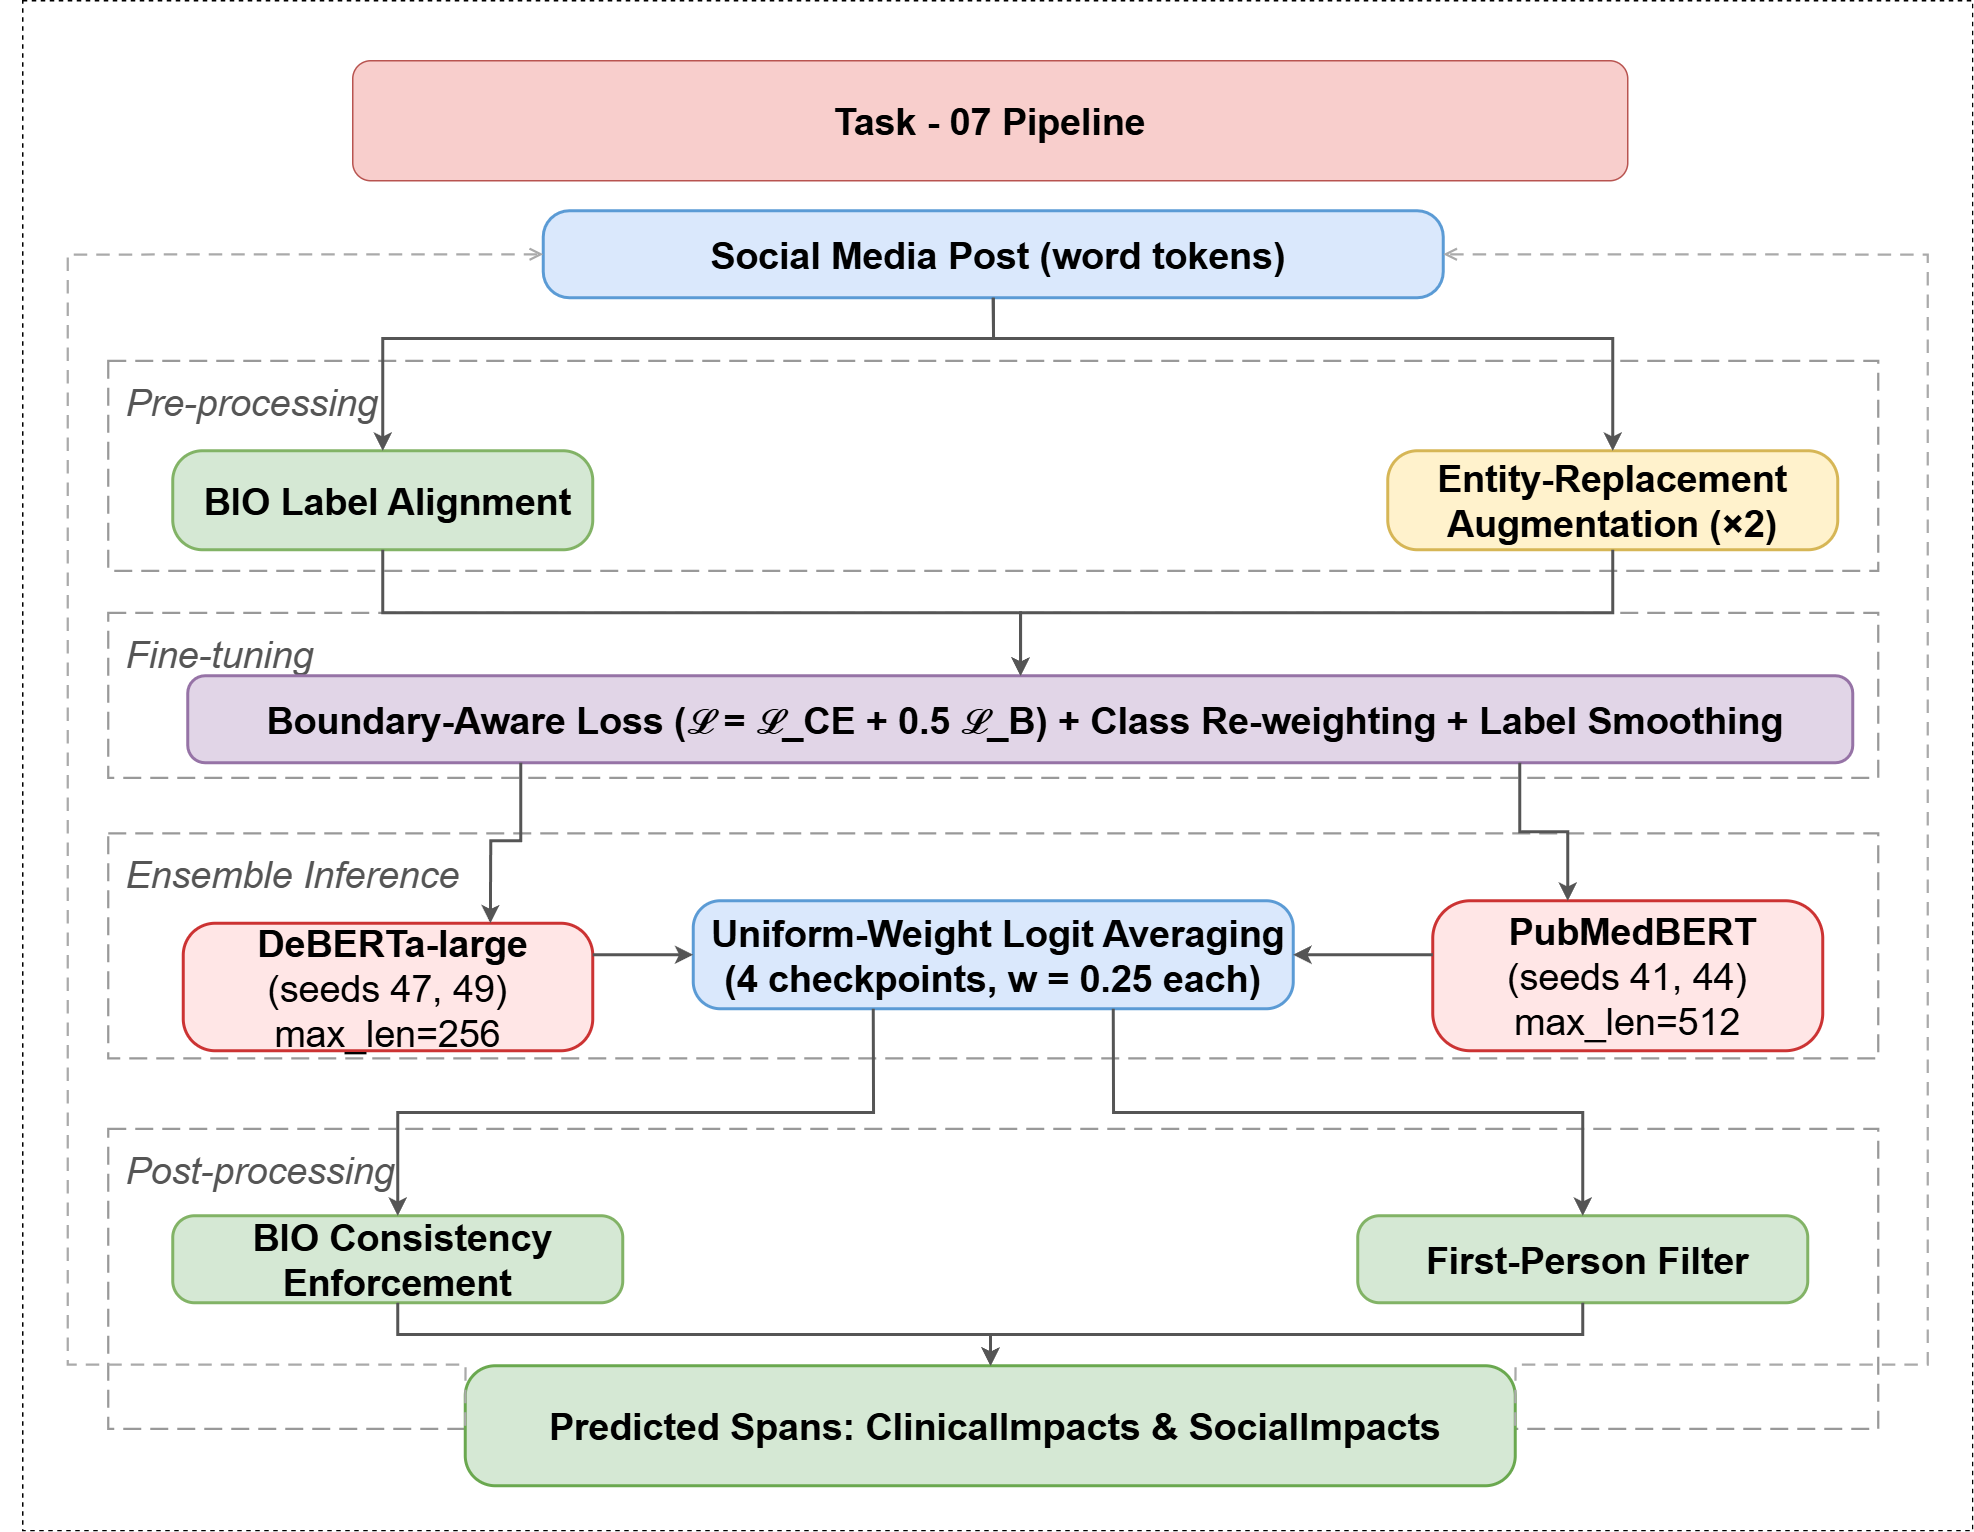 Task - 07 Pipeline
Social Media Post (word tokens)
Pre-processing
BIO Label Alignment
Entity-Replacement
Augmentation (×2)
Fine-tuning
Boundary-Aware Loss (ℒ = ℒ_CE + 0.5 ℒ_B) + Class Re-weighting + Label Smoothing
Ensemble Inference
DeBERTa-large
(seeds 47, 49)
max_len=256
Uniform-Weight Logit Averaging
(4 checkpoints, w = 0.25 each)
PubMedBERT
(seeds 41, 44)
max_len=512
Post-processing
BIO Consistency
Enforcement
First-Person Filter
Predicted Spans: ClinicalImpacts & SocialImpacts